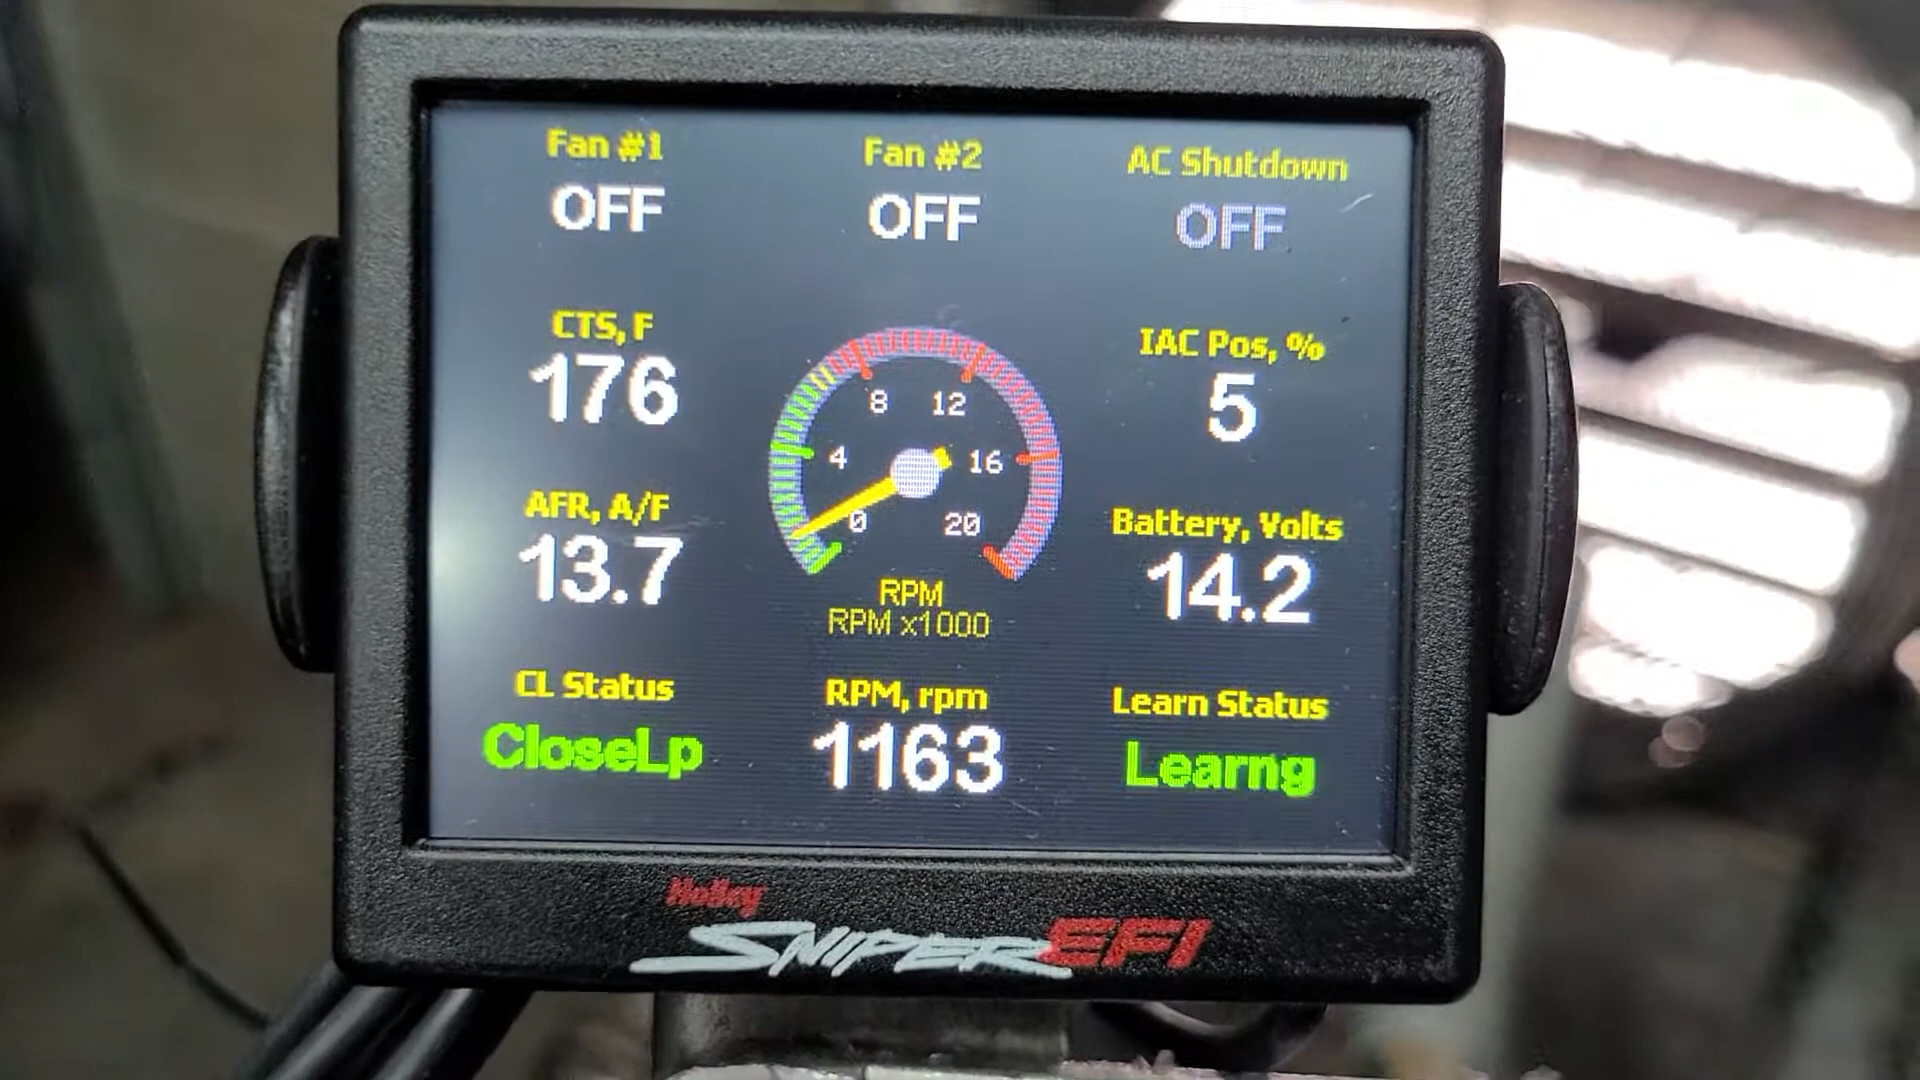 Fan #1
OFF
Fan #2
OFF
AC Shutdown
OFF
CTS, F
176
8 12
4 16
0 20
IAC Pos, %
5
AFR, A/F
13.7
RPM
RPM x1000
Battery, Volts
14.2
CL Status
CloseLp
RPM, rpm
1163
Learn Status
Learng
Holley
SNIPER EFI